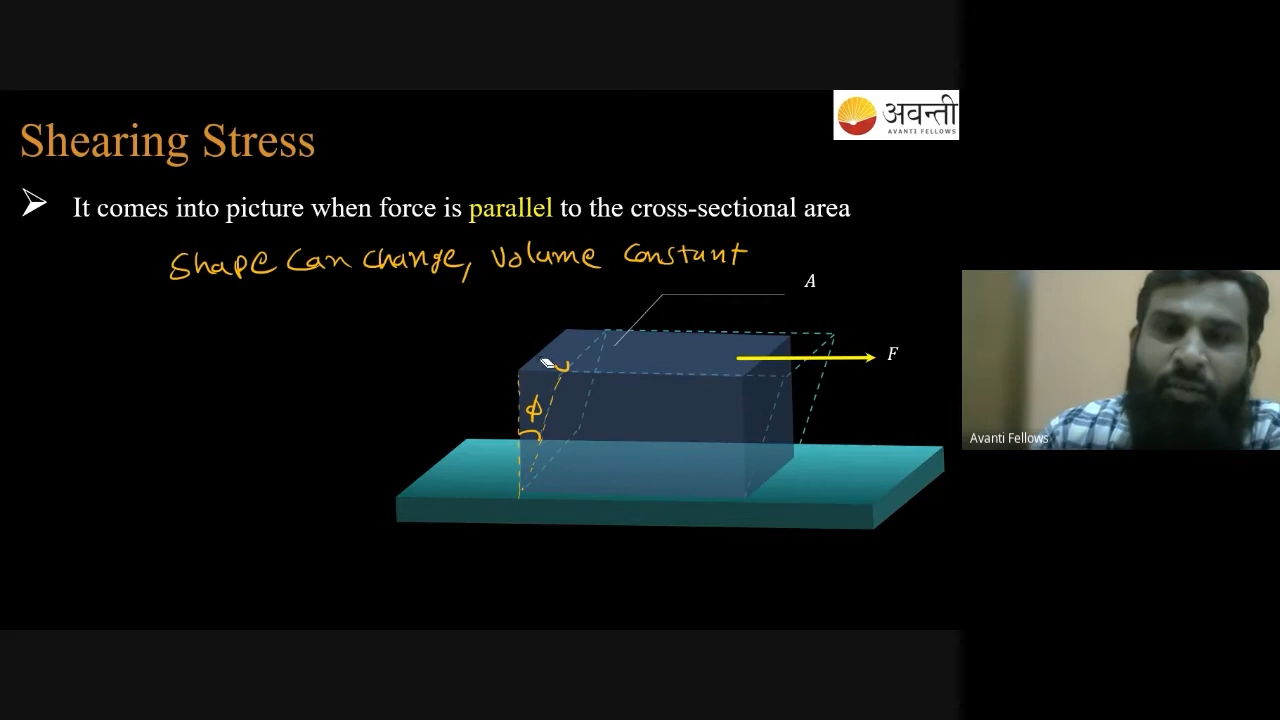 अवन्ती
AVANTI FELLOWS
Shearing Stress
It comes into picture when force is parallel to the cross-sectional area
Shape Can change, Volume Constant
A
F
ϕ
Avanti Fellows